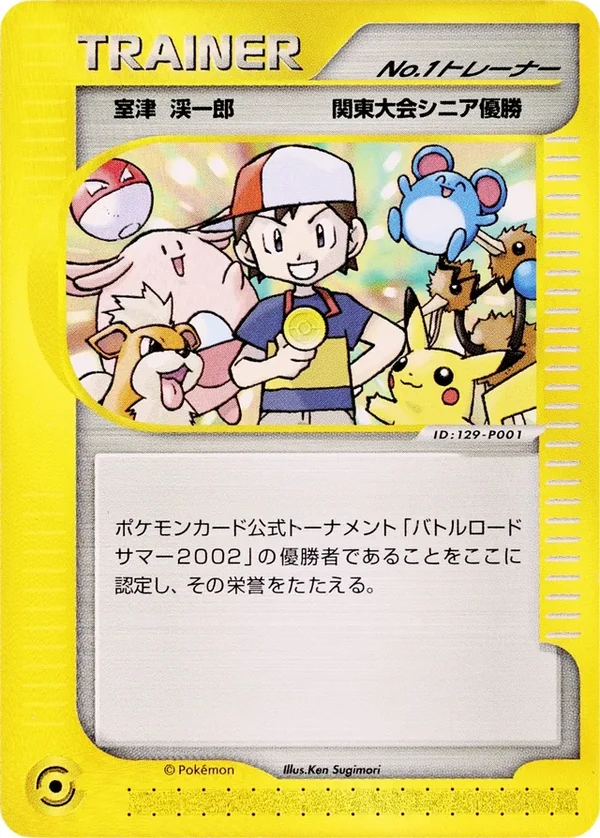 TRAINER
No.1トレーナー
室津 渓一郎 関東大会シニア優勝
ID:129-P001
ポケモンカード公式トーナメント「バトルロード
サマー2002」の優勝者であることをここに
認定し、その栄誉をたたえる。
© Pokémon Illus.Ken Sugimori